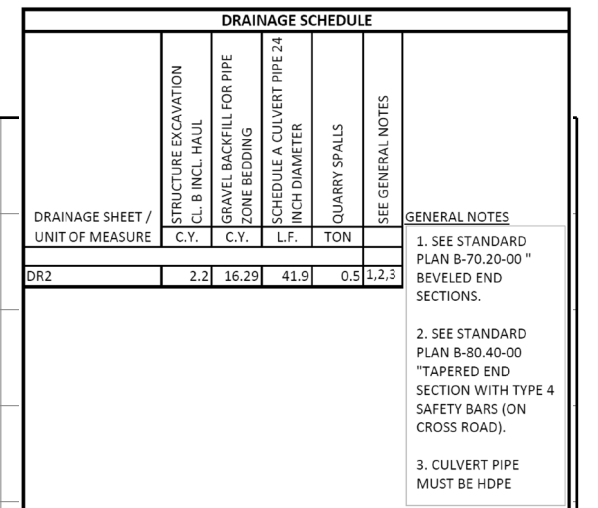 DRAINAGE SCHEDULE
DRAINAGE SHEET /
UNIT OF MEASURE
STRUCTURE EXCAVATION
CL. B INCL. HAUL
GRAVEL BACKFILL FOR PIPE
ZONE BEDDING
SCHEDULE A CULVERT PIPE 24
INCH DIAMETER
QUARRY SPALLS
SEE GENERAL NOTES
C.Y. C.Y. L.F. TON
DR2 2.2 16.29 41.9 0.5 1,2,3
GENERAL NOTES
1. SEE STANDARD
PLAN B-70.20-00 "
BEVELED END
SECTIONS.
2. SEE STANDARD
PLAN B-80.40-00
"TAPERED END
SECTION WITH TYPE 4
SAFETY BARS (ON
CROSS ROAD).
3. CULVERT PIPE
MUST BE HDPE